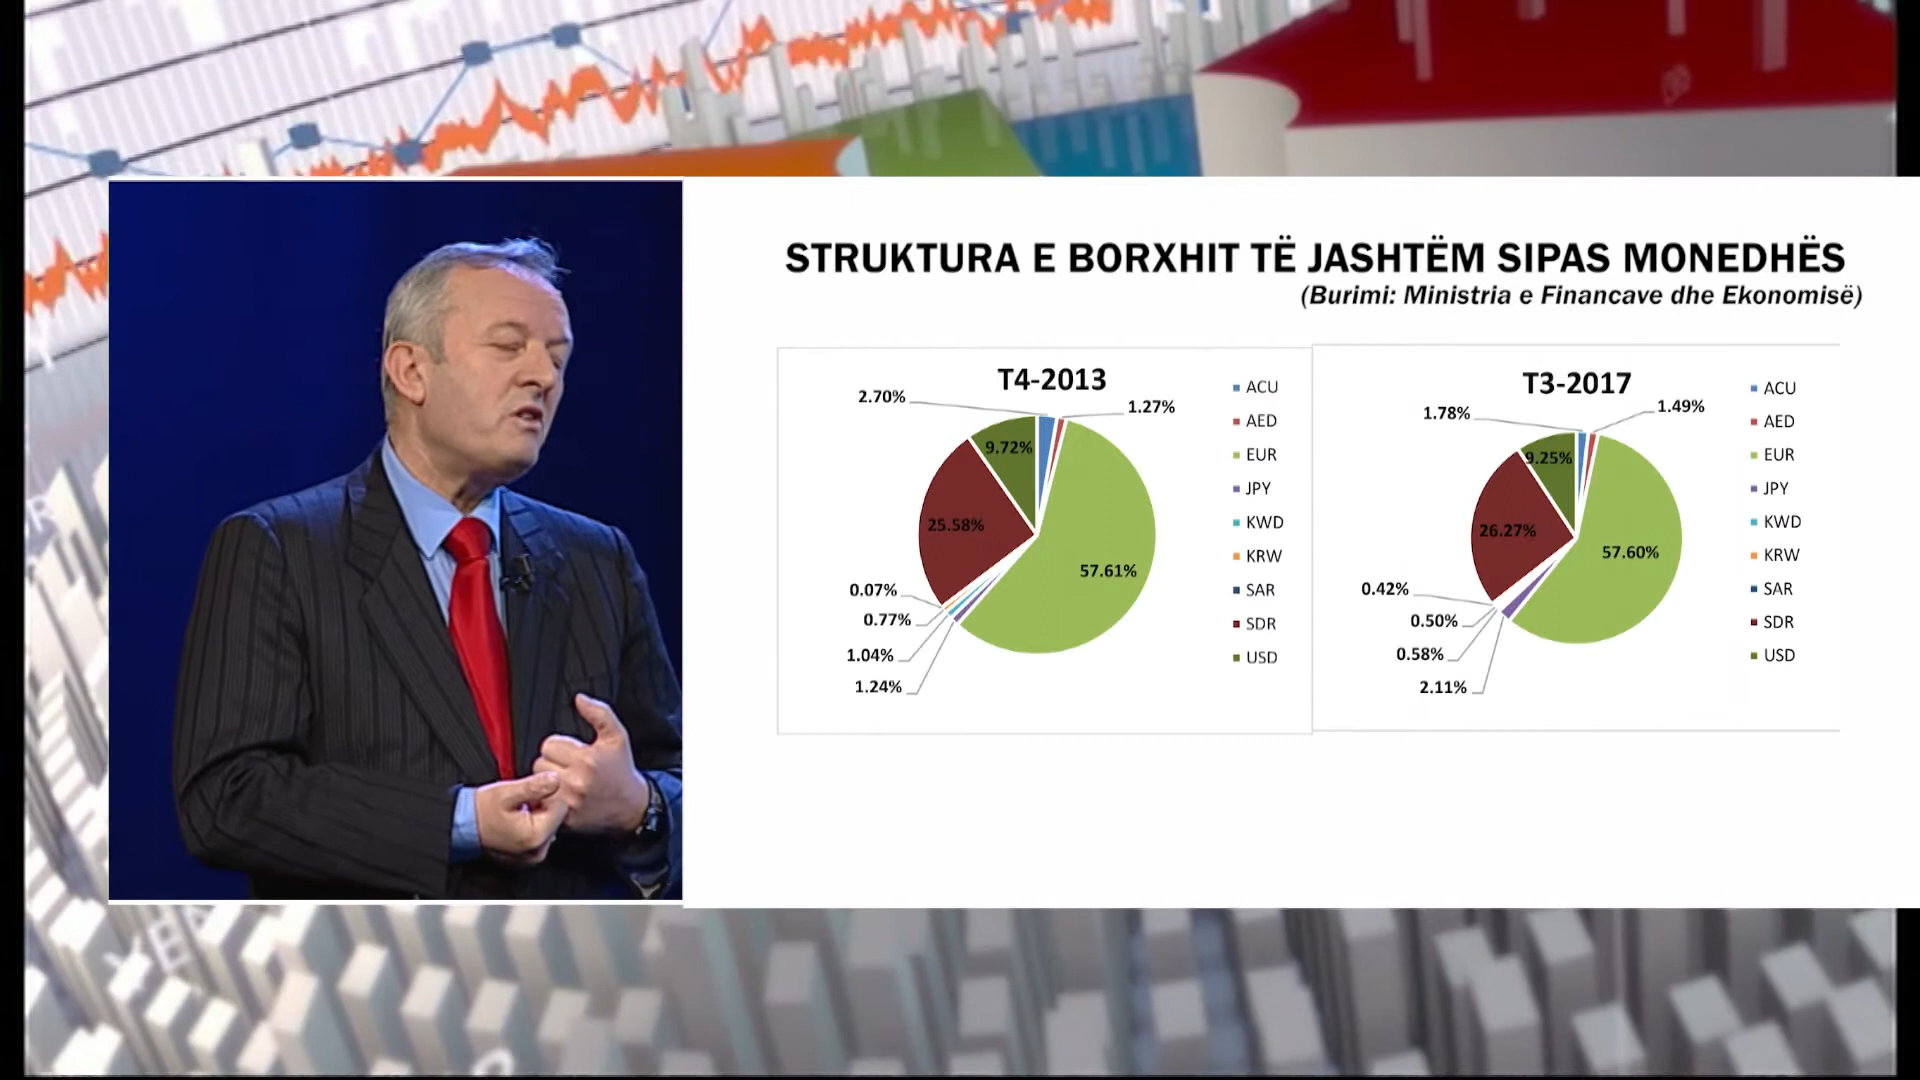 STRUKTURA E BORXHIT TË JASHTËM SIPAS MONEDHËS
(Burimi: Ministria e Financave dhe Ekonomisë)
T4-2013
2.70%
1.27%
9.72%
25.58%
57.61%
0.07%
0.77%
1.04%
1.24%
ACU
AED
EUR
JPY
KWD
KRW
SAR
SDR
USD
T3-2017
1.78%
1.49%
9.25%
26.27%
57.60%
0.42%
0.50%
0.58%
2.11%
ACU
AED
EUR
JPY
KWD
KRW
SAR
SDR
USD